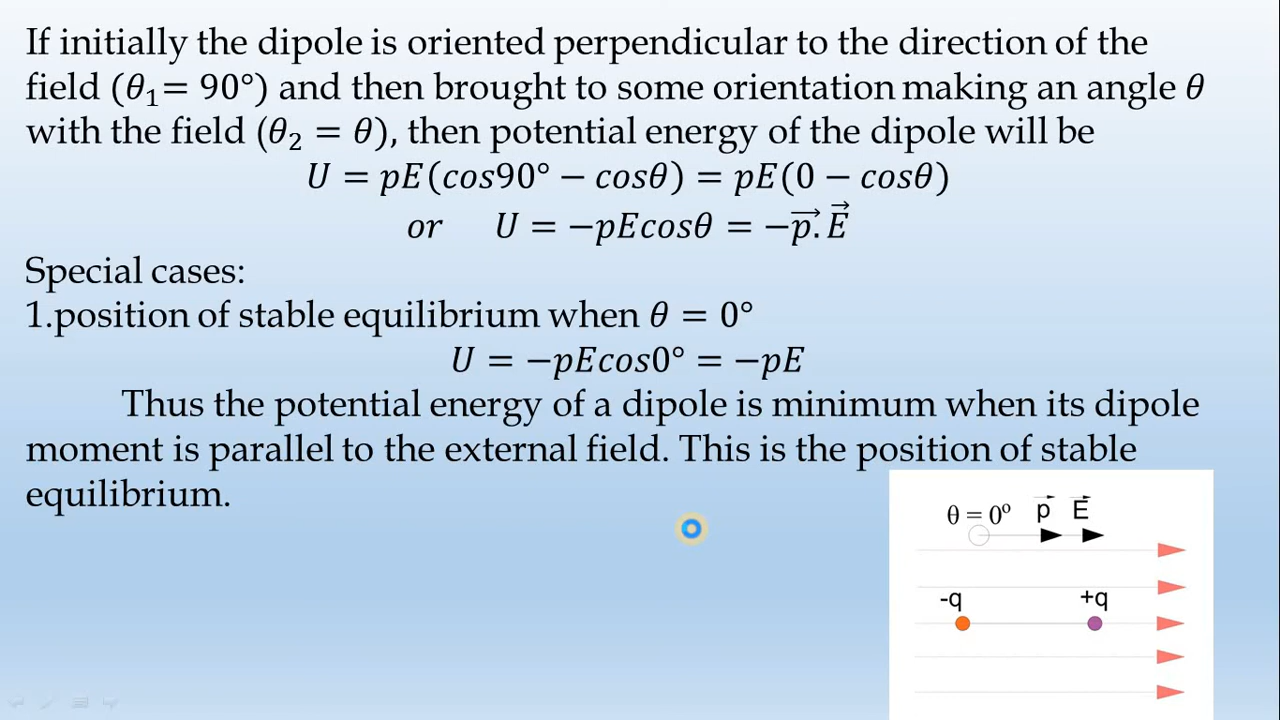 If initially the dipole is oriented perpendicular to the direction of the
field (θ₁= 90°) and then brought to some orientation making an angle θ
with the field (θ₂ = θ), then potential energy of the dipole will be
U = pE(cos90° − cosθ) = pE(0 − cosθ)
or U = −pEcosθ = −p⃗. E⃗
Special cases:
1.position of stable equilibrium when θ = 0°
U = −pEcos0° = −pE
Thus the potential energy of a dipole is minimum when its dipole
moment is parallel to the external field. This is the position of stable
equilibrium.
θ = 0º p⃗ E⃗
-q +q